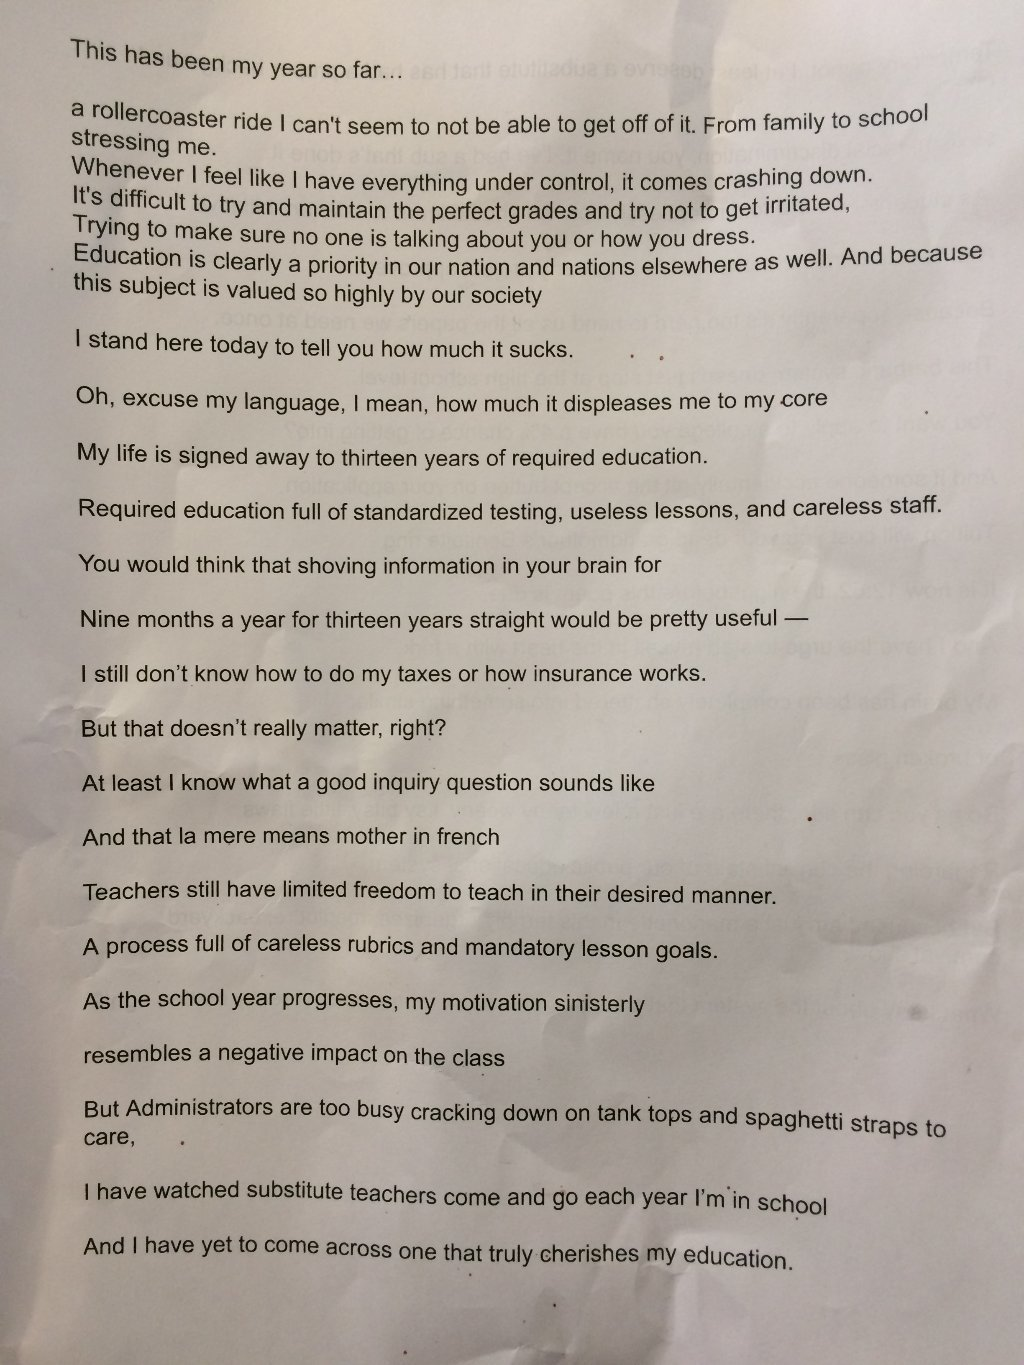 This has been my year so far...
a rollercoaster ride I can't seem to not be able to get off of it. From family to school
stressing me.
Whenever I feel like I have everything under control, it comes crashing down.
It's difficult to try and maintain the perfect grades and try not to get irritated,
Trying to make sure no one is talking about you or how you dress.
Education is clearly a priority in our nation and nations elsewhere as well. And because
this subject is valued so highly by our society
I stand here today to tell you how much it sucks.
Oh, excuse my language, I mean, how much it displeases me to my core
My life is signed away to thirteen years of required education.
Required education full of standardized testing, useless lessons, and careless staff.
You would think that shoving information in your brain for
Nine months a year for thirteen years straight would be pretty useful —
I still don’t know how to do my taxes or how insurance works.
But that doesn’t really matter, right?
At least I know what a good inquiry question sounds like
And that la mere means mother in french
Teachers still have limited freedom to teach in their desired manner.
A process full of careless rubrics and mandatory lesson goals.
As the school year progresses, my motivation sinisterly
resembles a negative impact on the class
But Administrators are too busy cracking down on tank tops and spaghetti straps to
care,
I have watched substitute teachers come and go each year I’m in school
And I have yet to come across one that truly cherishes my education.